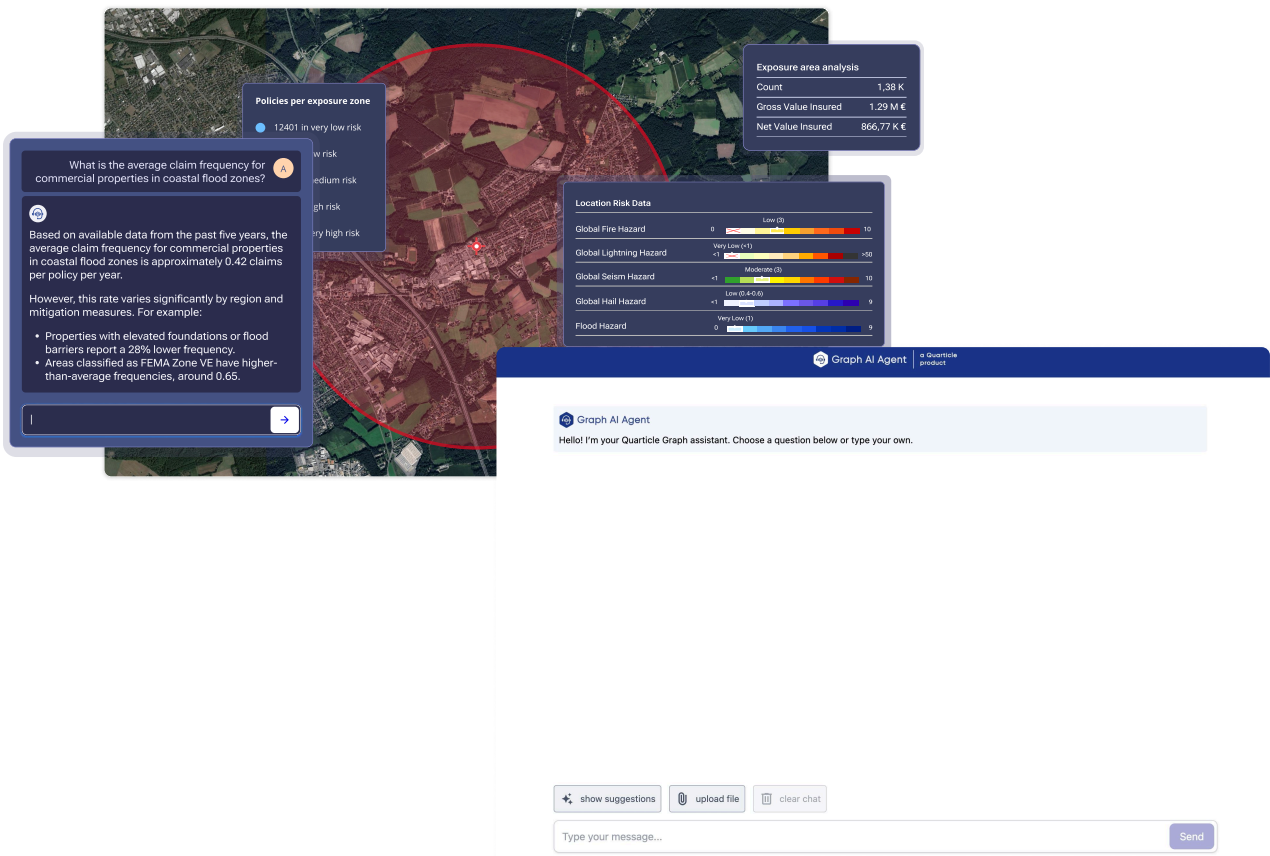 Exposure area analysis
Count 1,38 K
Gross Value Insured 1.29 M €
Net Value Insured 866,77 K €
Policies per exposure zone
12401 in very low risk
risk
risk
risk
high risk
What is the average claim frequency for
commercial properties in coastal flood zones?
A
Based on available data from the past five years, the
average claim frequency for commercial properties
in coastal flood zones is approximately 0.42 claims
per policy per year.
However, this rate varies significantly by region and
mitigation measures. For example:
• Properties with elevated foundations or flood
barriers report a 28% lower frequency.
• Areas classified as FEMA Zone VE have higher-
than-average frequencies, around 0.65.
Location Risk Data
Low (3)
Global Fire Hazard 0 10
Very Low (<1)
Global Lightning Hazard <1 >50
Moderate (3)
Global Seism Hazard <1 10
Low (0.4-0.6)
Global Hail Hazard <1 9
Very Low (1)
Flood Hazard 0 9
Graph AI Agent
a Quarticle
product
Graph AI Agent
Hello! I'm your Quarticle Graph assistant. Choose a question below or type your own.
show suggestions
upload file
clear chat
Type your message...
Send